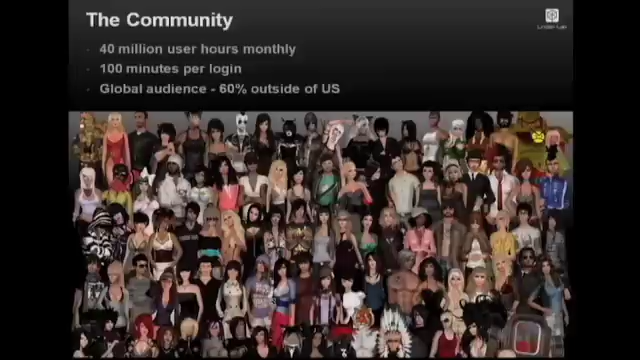 The Community
40 million user hours monthly
100 minutes per login
Global audience - 60% outside of US